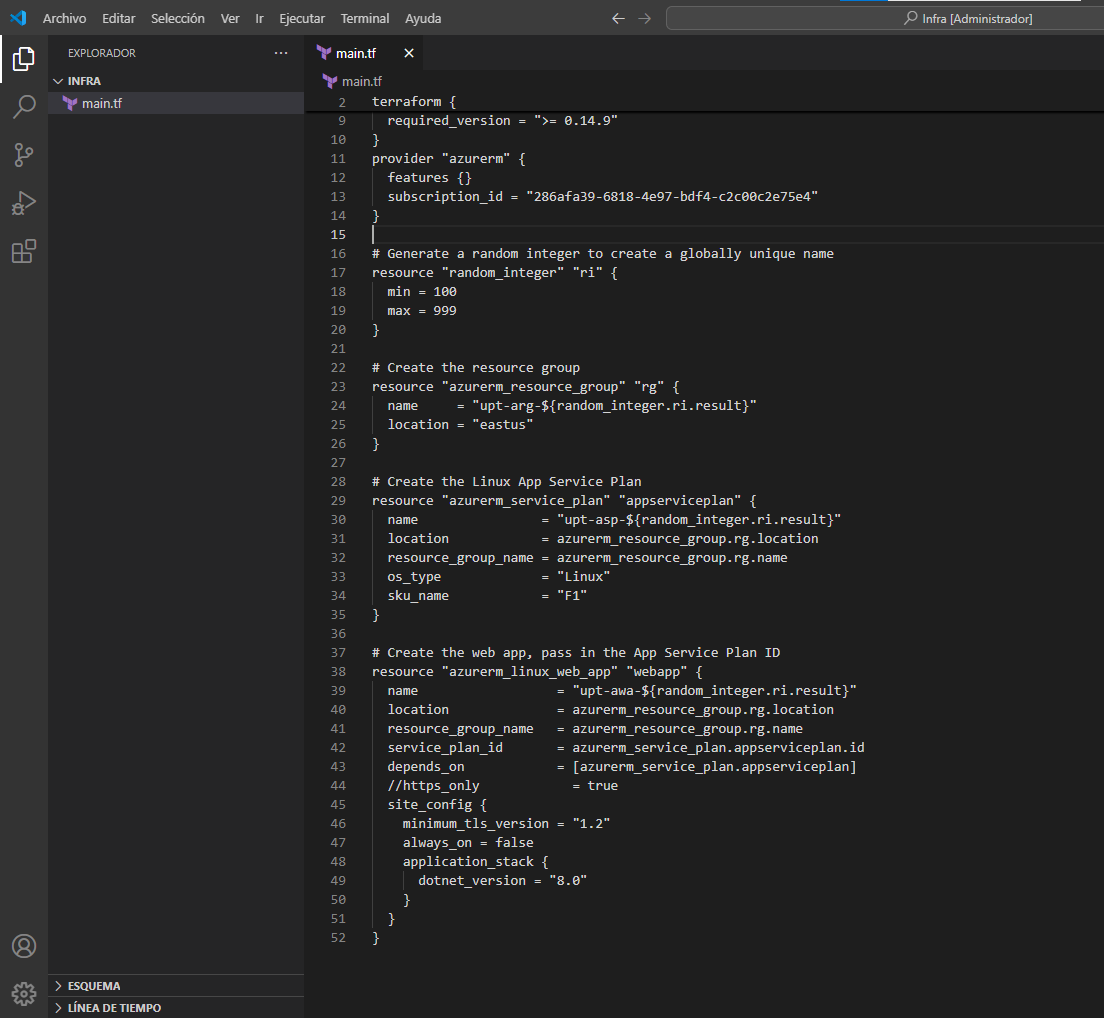 Archivo Editar Selección Ver Ir Ejecutar Terminal Ayuda
Infra [Administrador]
EXPLORADOR
INFRA
main.tf
ESQUEMA
LÍNEA DE TIEMPO
main.tf
main.tf
2 terraform {
9 required_version = ">= 0.14.9"
10 }
11 provider "azurerm" {
12 features {}
13 subscription_id = "286afa39-6818-4e97-bdf4-c2c00c2e75e4"
14 }
15
16 # Generate a random integer to create a globally unique name
17 resource "random_integer" "ri" {
18 min = 100
19 max = 999
20 }
21
22 # Create the resource group
23 resource "azurerm_resource_group" "rg" {
24 name     = "upt-arg-${random_integer.ri.result}"
25 location = "eastus"
26 }
27
28 # Create the Linux App Service Plan
29 resource "azurerm_service_plan" "appserviceplan" {
30 name                = "upt-asp-${random_integer.ri.result}"
31 location            = azurerm_resource_group.rg.location
32 resource_group_name = azurerm_resource_group.rg.name
33 os_type             = "Linux"
34 sku_name            = "F1"
35 }
36
37 # Create the web app, pass in the App Service Plan ID
38 resource "azurerm_linux_web_app" "webapp" {
39 name                  = "upt-awa-${random_integer.ri.result}"
40 location              = azurerm_resource_group.rg.location
41 resource_group_name   = azurerm_resource_group.rg.name
42 service_plan_id       = azurerm_service_plan.appserviceplan.id
43 depends_on            = [azurerm_service_plan.appserviceplan]
44 //https_only            = true
45 site_config {
46 minimum_tls_version = "1.2"
47 always_on = false
48 application_stack {
49 dotnet_version = "8.0"
50 }
51 }
52 }